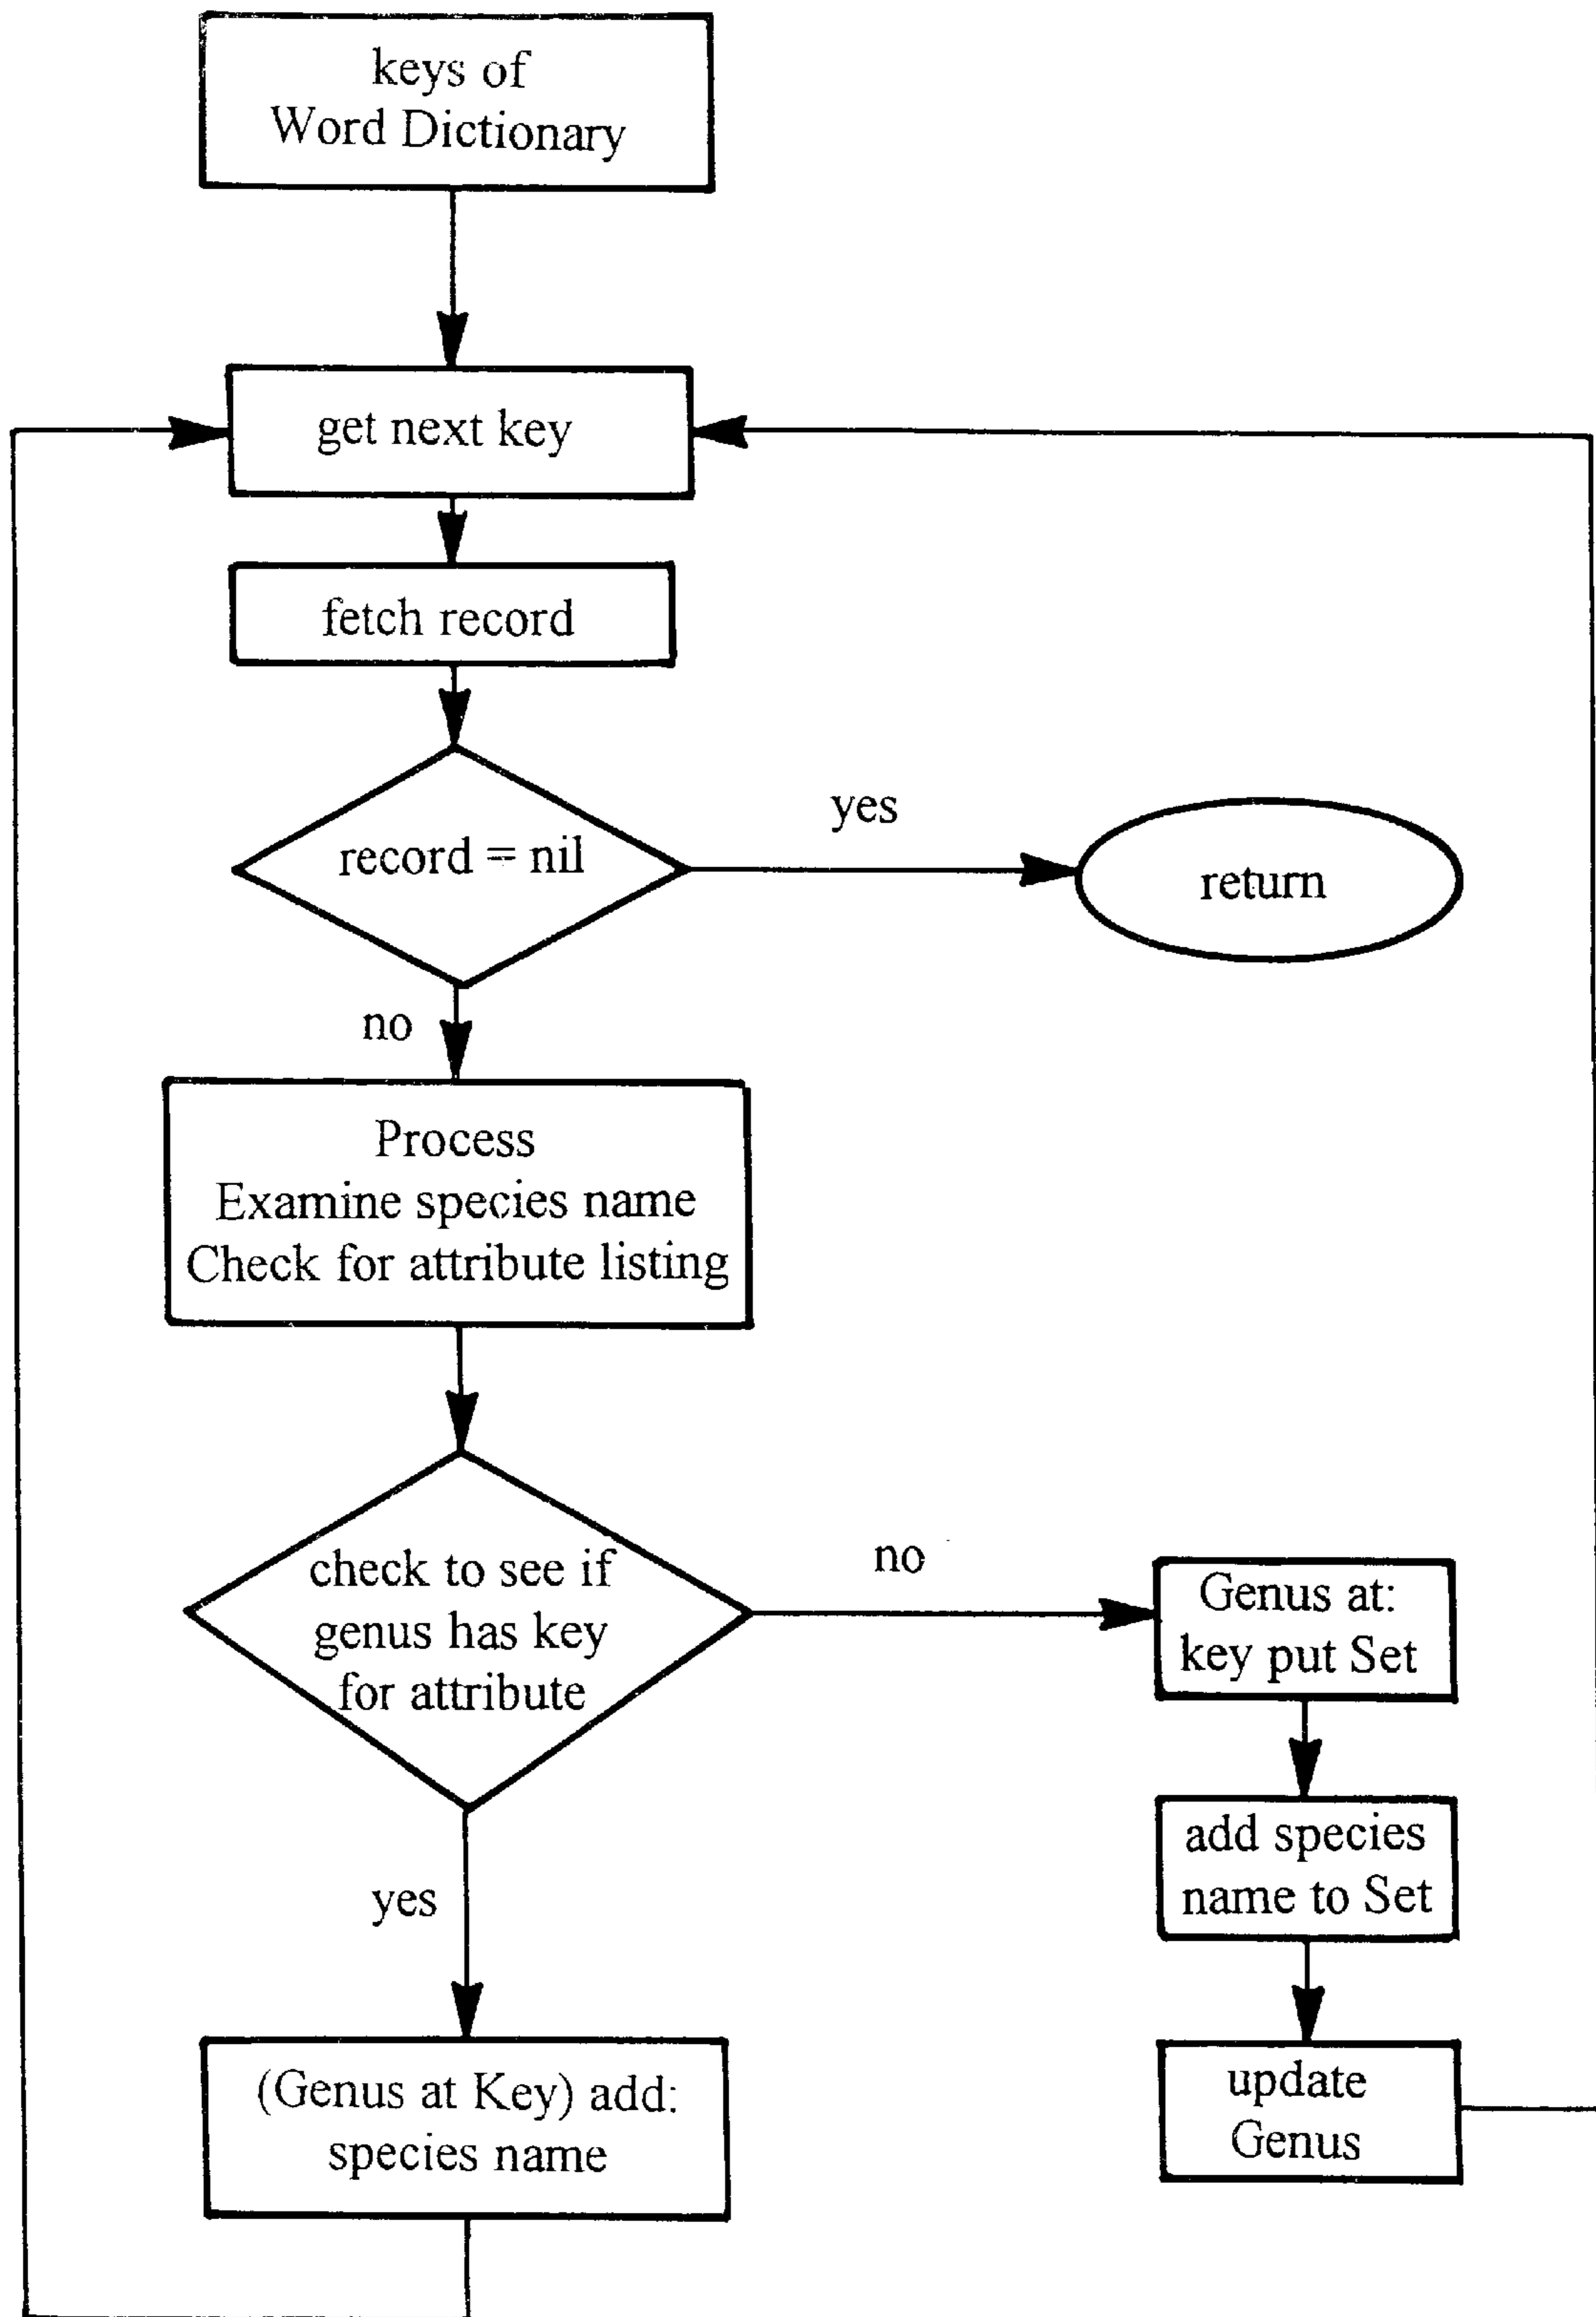 keys of
Word Dictionary
get next key
fetch record
record = nil
yes
return
no
Process
Examine species name
Check for attribute listing
check to see if
genus has key
for attribute
no
Genus at:
key put Set
add species
name to Set
update
Genus
yes
(Genus at Key) add:
species name